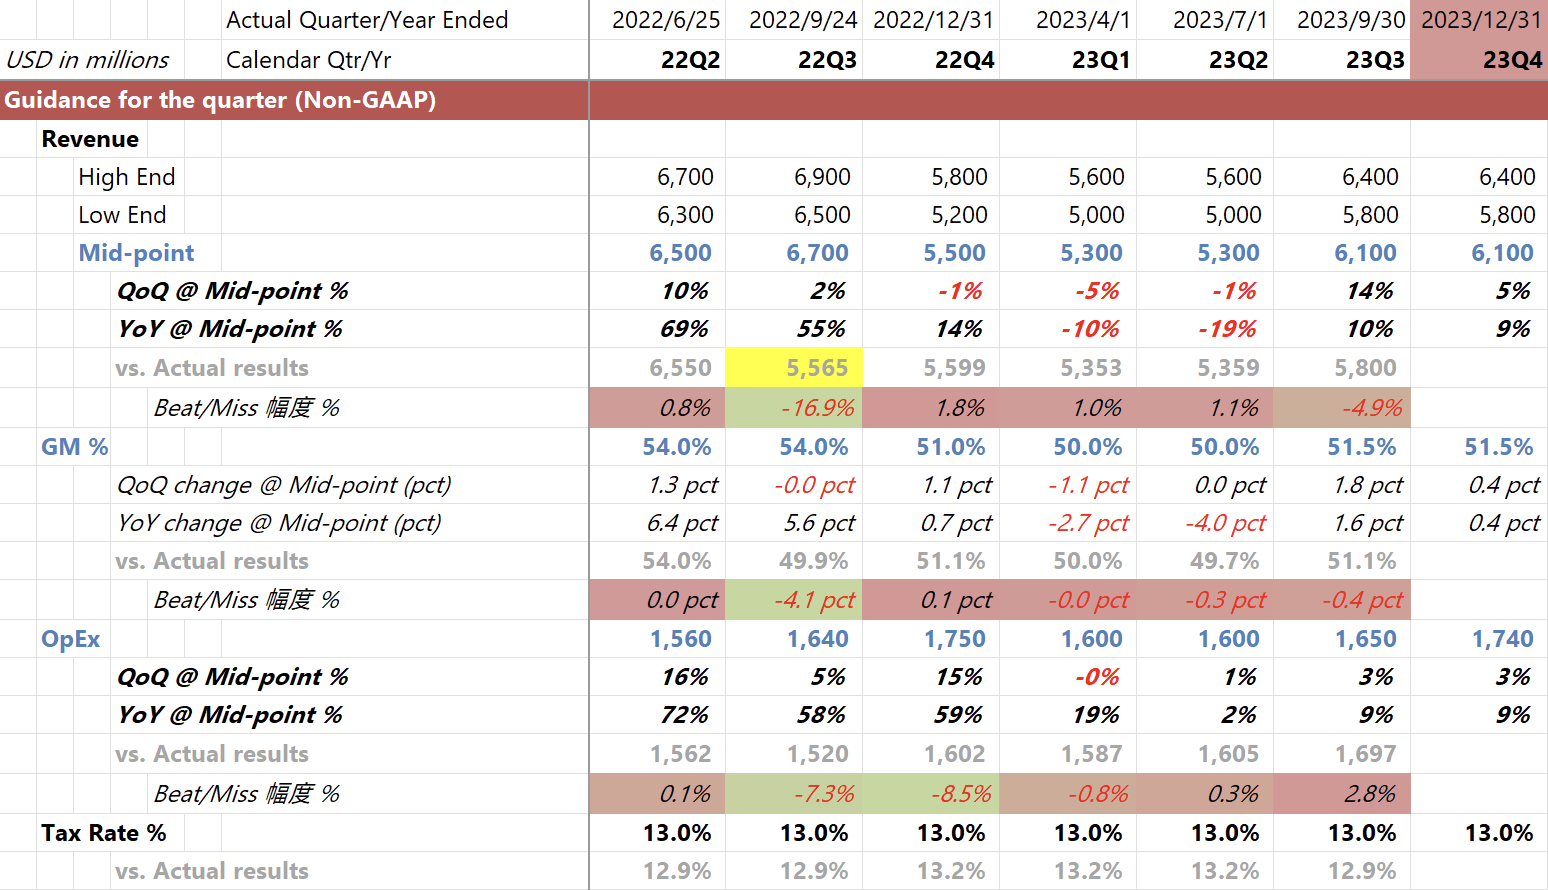 Actual Quarter/Year Ended 2022/6/25 2022/9/24 2022/12/31 2023/4/1 2023/7/1 2023/9/30 2023/12/31
USD in millions Calendar Qtr/Yr 22Q2 22Q3 22Q4 23Q1 23Q2 23Q3 23Q4
Guidance for the quarter (Non-GAAP)
Revenue
High End 6,700 6,900 5,800 5,600 5,600 6,400 6,400
Low End 6,300 6,500 5,200 5,000 5,000 5,800 5,800
Mid-point 6,500 6,700 5,500 5,300 5,300 6,100 6,100
QoQ @ Mid-point % 10% 2% -1% -5% -1% 14% 5%
YoY @ Mid-point % 69% 55% 14% -10% -19% 10% 9%
vs. Actual results 6,550 5,565 5,599 5,353 5,359 5,800
Beat/Miss 幅度 % 0.8% -16.9% 1.8% 1.0% 1.1% -4.9%
GM % 54.0% 54.0% 51.0% 50.0% 50.0% 51.5% 51.5%
QoQ change @ Mid-point (pct) 1.3 pct -0.0 pct 1.1 pct -1.1 pct 0.0 pct 1.8 pct 0.4 pct
YoY change @ Mid-point (pct) 6.4 pct 5.6 pct 0.7 pct -2.7 pct -4.0 pct 1.6 pct 0.4 pct
vs. Actual results 54.0% 49.9% 51.1% 50.0% 49.7% 51.1%
Beat/Miss 幅度 % 0.0 pct -4.1 pct 0.1 pct -0.0 pct -0.3 pct -0.4 pct
OpEx 1,560 1,640 1,750 1,600 1,600 1,650 1,740
QoQ @ Mid-point % 16% 5% 15% -0% 1% 3% 3%
YoY @ Mid-point % 72% 58% 59% 19% 2% 9% 9%
vs. Actual results 1,562 1,520 1,602 1,587 1,605 1,697
Beat/Miss 幅度 % 0.1% -7.3% -8.5% -0.8% 0.3% 2.8%
Tax Rate % 13.0% 13.0% 13.0% 13.0% 13.0% 13.0% 13.0%
vs. Actual results 12.9% 12.9% 13.2% 13.2% 13.2% 12.9%